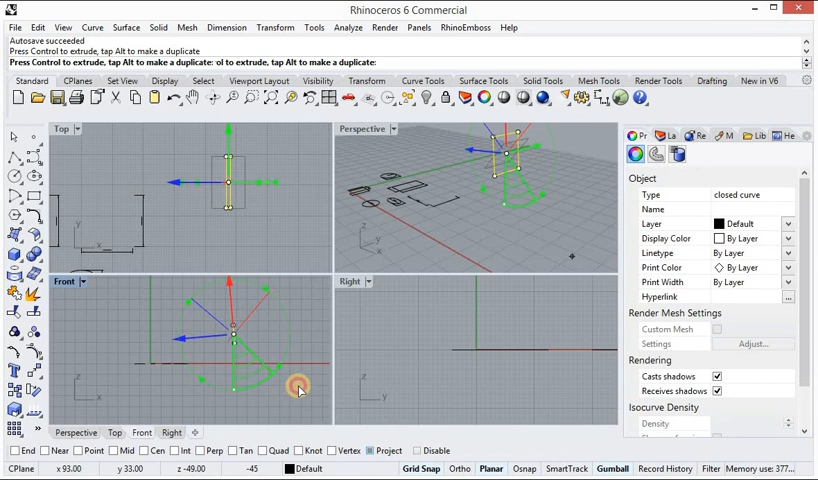 Rhinoceros 6 Commercial
File Edit View Curve Surface Solid Mesh Dimension Transform Tools Analyze Render Panels RhinoEmboss Help
Autosave succeeded
Press Control to extrude, tap Alt to make a duplicate
Press Control to extrude, tap Alt to make a duplicate: ol to extrude, tap Alt to make a duplicate:
Standard CPlanes Set View Display Select Viewport Layout Visibility Transform Curve Tools Surface Tools Solid Tools Mesh Tools Render Tools Drafting New in V6
Top Perspective
Pr La Re M Lib He
Object
Type closed curve
Name
Layer Default
Display Color By Layer
Linetype By Layer
Print Color By Layer
Print Width By Layer
Hyperlink ...
Render Mesh Settings
Custom Mesh
Settings Adjust...
Rendering
Casts shadows
Receives shadows
Isocurve Density
Density
y x
z x y
Front Right
z x
z y
Perspective Top Front Right
End Near Point Mid Cen Int Perp Tan Quad Knot Vertex Project Disable
CPlane x 93.00 y 33.00 z -49.00 -45 Default Grid Snap Ortho Planar Osnap SmartTrack Gumball Record History Filter Memory use: 377...